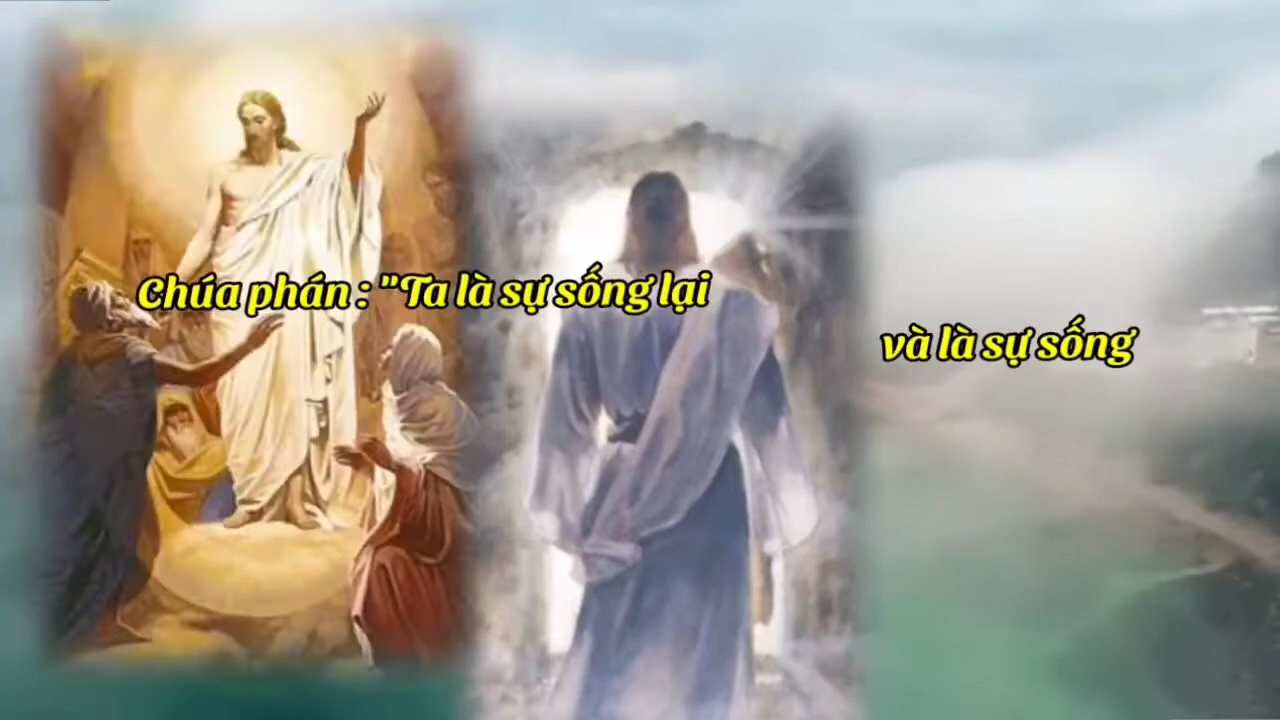 Chúa phán : "Ta là sự sống lại
và là sự sống